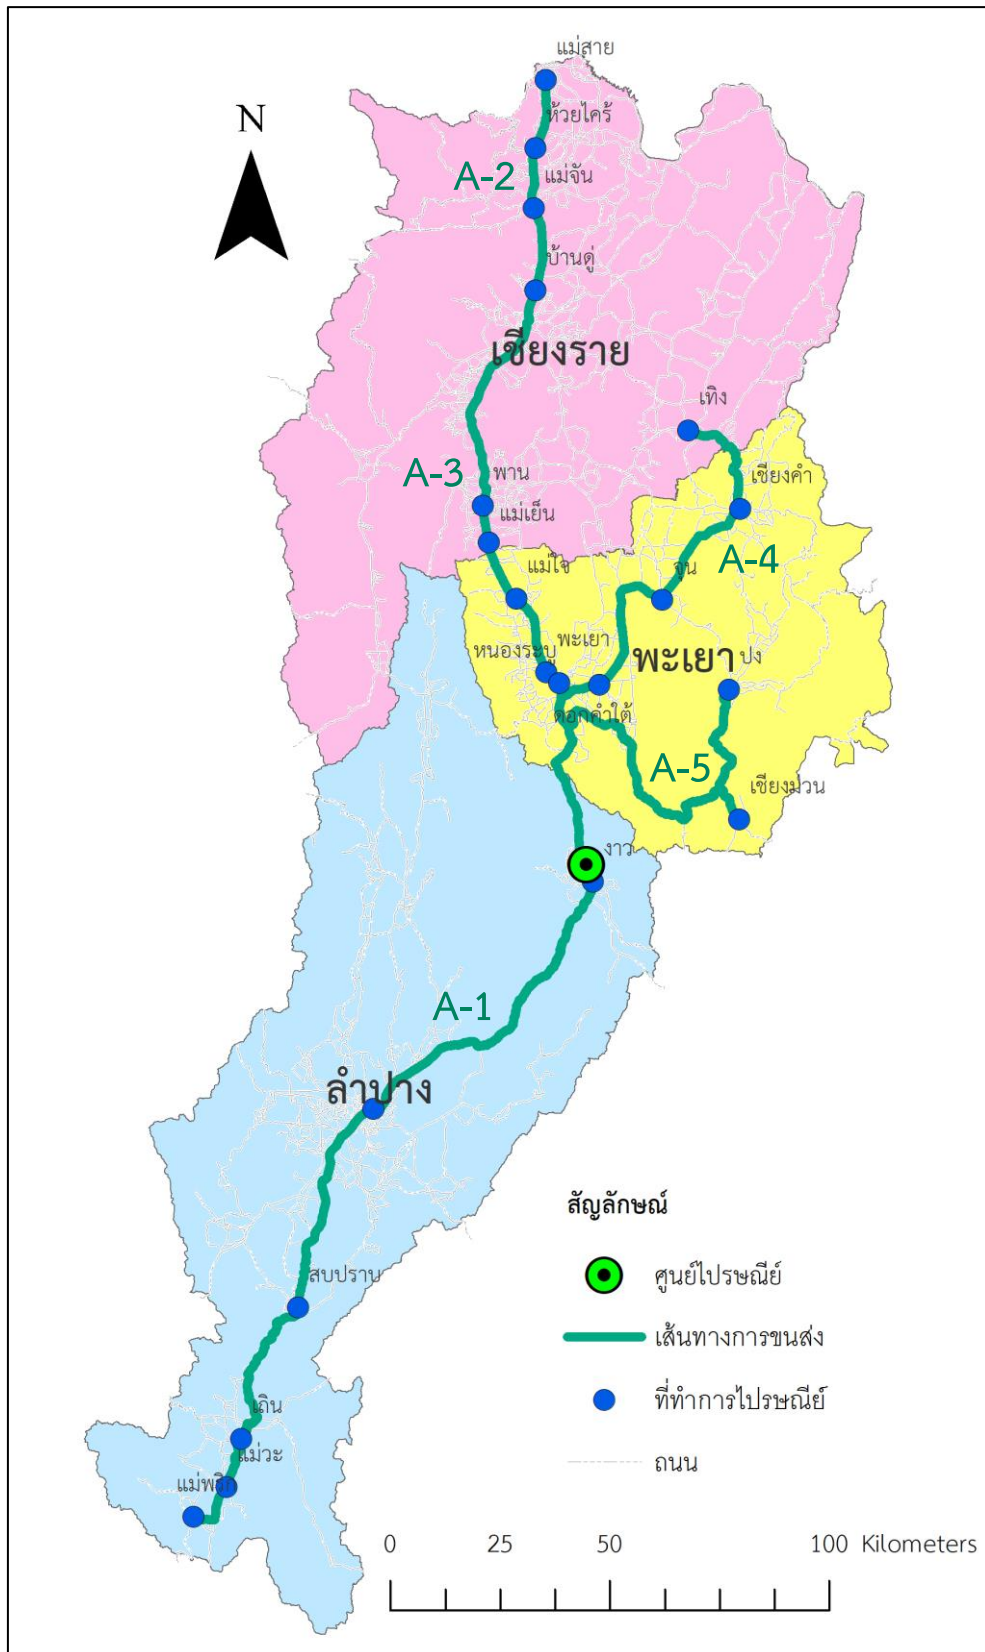 แม่สาย
N
ห้วยไคร้
A-2
แม่จัน
บ้านดู่
เชียงราย
เทิง
A-3
พาน
เชียงคำ
แม่เย็น
แม่ใจ
จุน
A-4
หนองระบู
พะเยา
พะเยา
ปง
ดอกคำใต้
A-5
เชียงม่วน
งาว
A-1
ลำปาง
สัญลักษณ์
สบปราบ
ศูนย์ไปรษณีย์
เส้นทางการขนส่ง
เถิน
ที่ทำการไปรษณีย์
แม่วะ
ถนน
แม่พริก
0 25 50 100 Kilometers